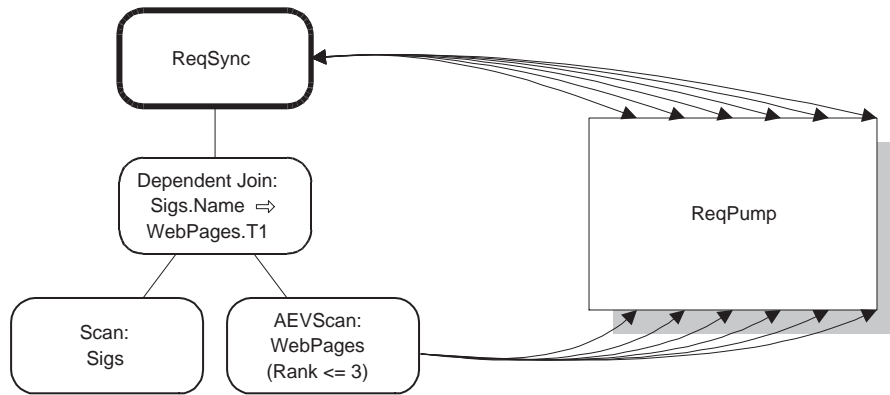 ReqSync
Dependent Join:
Sigs.Name ⇨
WebPages.T1
ReqPump
Scan:
Sigs
AEVScan:
WebPages
(Rank <= 3)